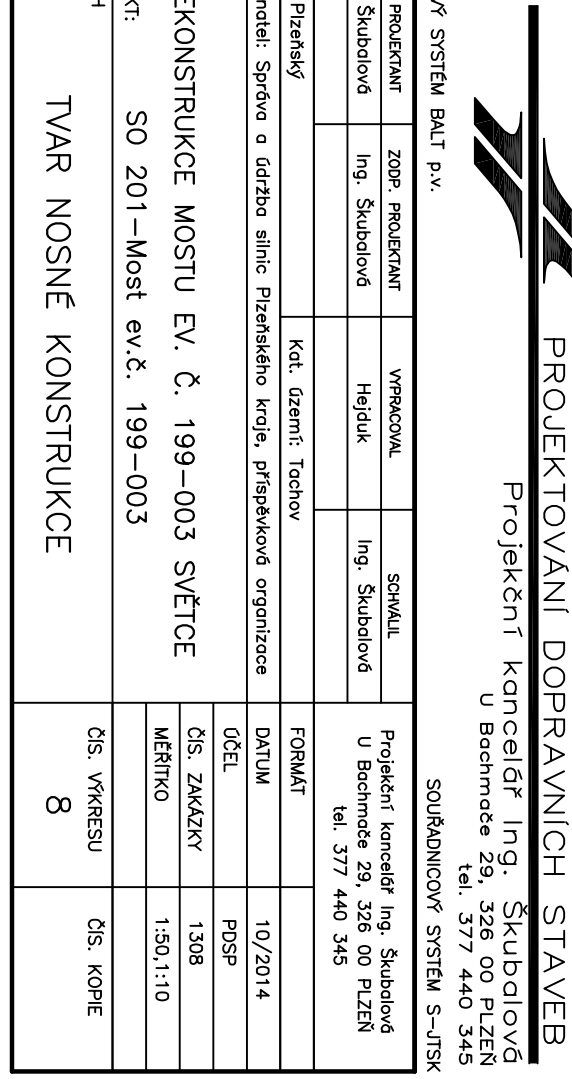 PROJEKTOVÁNÍ DOPRAVNÍCH STAVEB
Projekční kancelář Ing. Škubalová
U Bachmače 29, 326 00 PLZEŇ
tel. 377 440 345
VÝ SYSTÉM BALT p.v.
SOUŘADNICOVÝ SYSTÉM S-JTSK
PROJEKTANT ZODP. PROJEKTANT VYPRACOVAL SCHVÁLIL
Škubalová Ing. Škubalová Hejduk Ing. Škubalová
Projekční kancelář Ing. Škubalová
U Bachmače 29, 326 00 PLZEŇ
tel. 377 440 345
Plzeňský Kat. území: Tachov
FORMÁT
natel: Správa a údržba silnic Plzeňského kraje, příspěvková organizace
DATUM 10/2014
EKONSTRUKCE MOSTU EV. Č. 199-003 SVĚTCE
ÚČEL PDSP
ČÍS. ZAKÁZKY 1308
KT: SO 201-Most ev.č. 199-003
MĚŘÍTKO 1:50,1:10
H
TVAR NOSNÉ KONSTRUKCE
ČÍS. VÝKRESU ČÍS. KOPIE
8